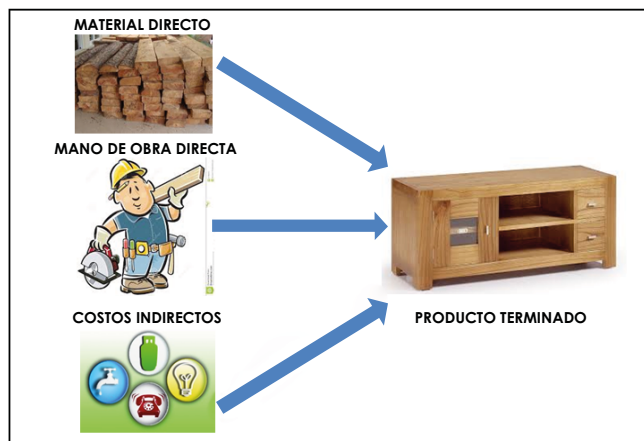 MATERIAL DIRECTO
MANO DE OBRA DIRECTA
COSTOS INDIRECTOS
PRODUCTO TERMINADO